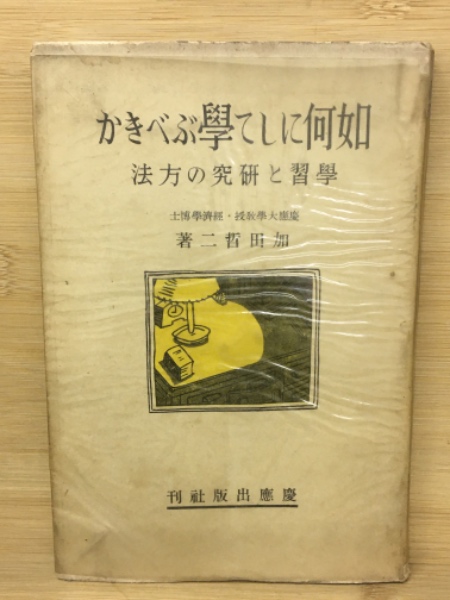 如何にして學ぶべきか
學習と研究の方法
慶應大學教授・經濟學博士
加田哲二著
慶應出版社刊